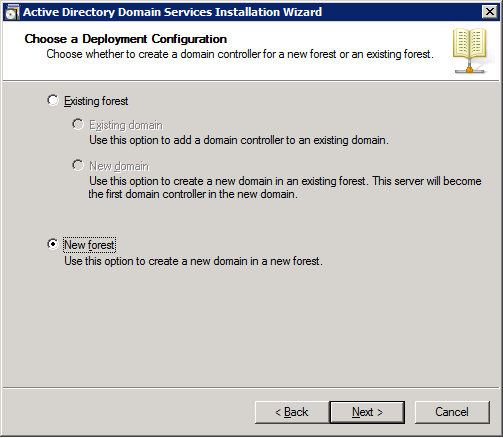 Active Directory Domain Services Installation Wizard
Choose a Deployment Configuration
Choose whether to create a domain controller for a new forest or an existing forest.
Existing forest
Existing domain
Use this option to add a domain controller to an existing domain.
New domain
Use this option to create a new domain in an existing forest. This server will become
the first domain controller in the new domain.
New forest
Use this option to create a new domain in a new forest.
< Back
Next >
Cancel